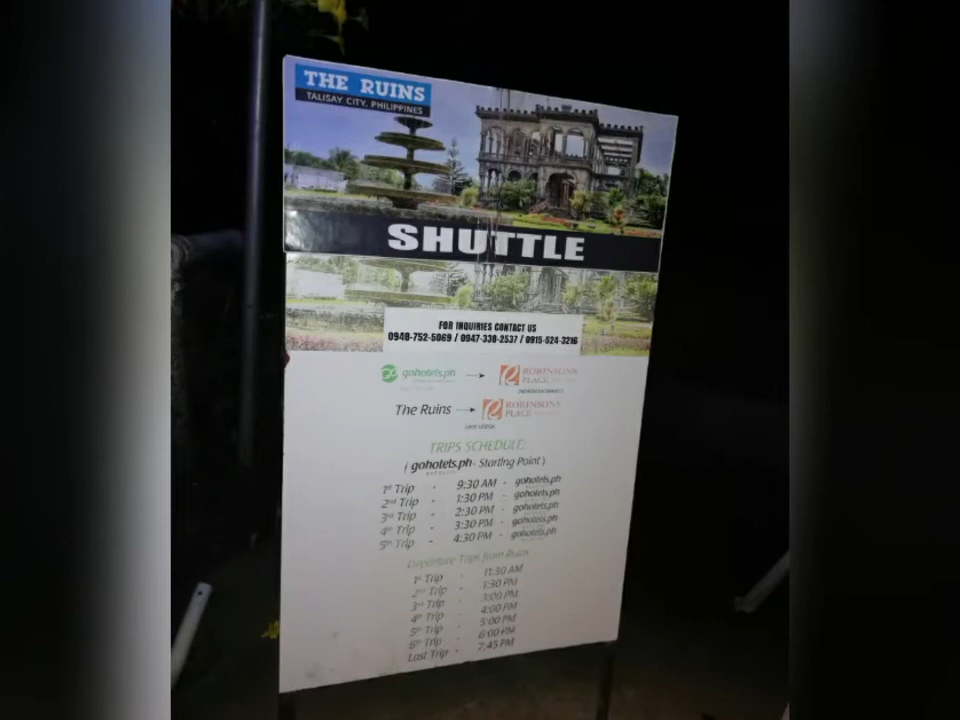 THE RUINS
TALISAY CITY, PHILIPPINES
SHUTTLE
FOR INQUIRIES CONTACT US
0948-752-5069 / 0947-338-2537 / 0915-524-3216
go gohotels.ph → ROBINSONS
PLACE
The Ruins → ROBINSONS
PLACE
(VICE VERSA)
TRIPS SCHEDULE:
( gohotels.ph - Starting Point )
1st Trip - 9:30 AM - gohotels.ph
2nd Trip - 1:30 PM - gohotels.ph
3rd Trip - 2:30 PM - gohotels.ph
4th Trip - 3:30 PM - gohotels.ph
5th Trip - 4:30 PM - gohotels.ph
Departure Trips from Ruins
1st Trip - 11:30 AM
2nd Trip - 1:30 PM
3rd Trip - 3:00 PM
4th Trip - 4:00 PM
5th Trip - 5:00 PM
6th Trip - 6:00 PM
Last Trip - 7:45 PM